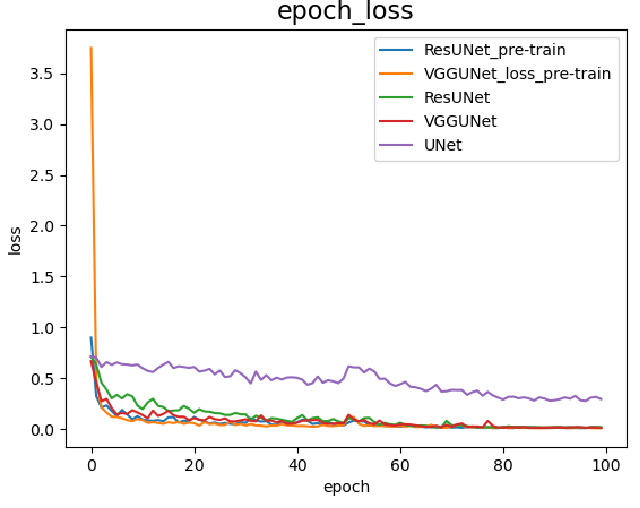 epoch_loss
ResUNet_pre-train
VGGUNet_loss_pre-train
ResUNet
VGGUNet
UNet
3.5
3.0
2.5
2.0
1.5
1.0
0.5
0.0
loss
0 20 40 60 80 100
epoch